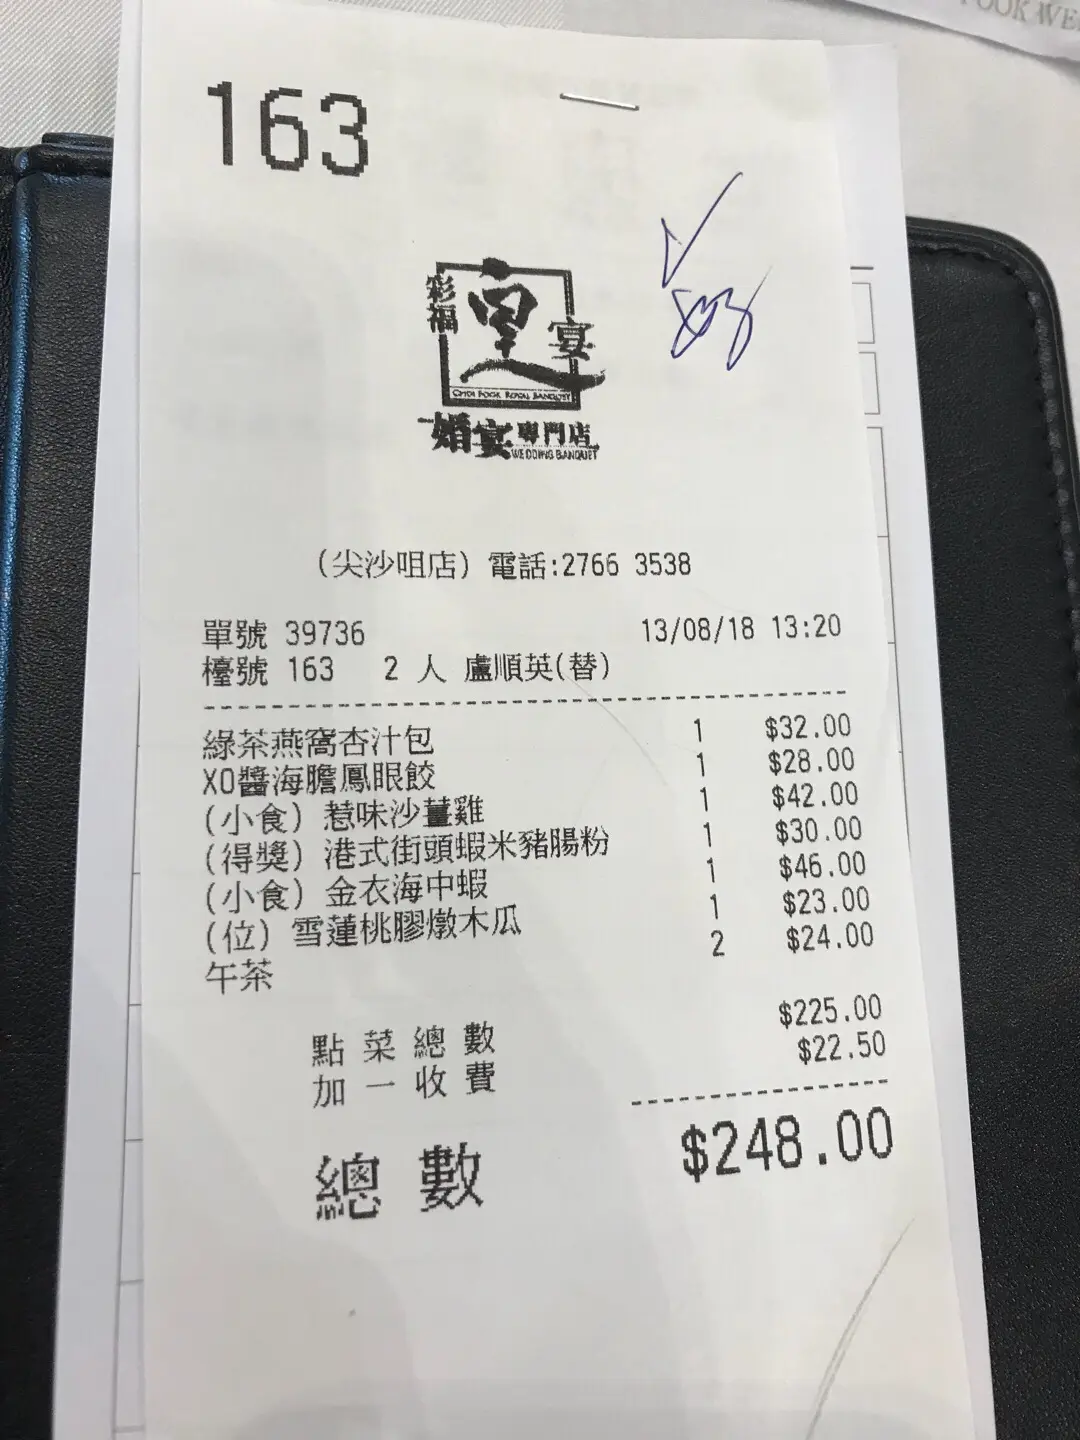 163
彩福 皇 宴
CHOI FOOK ROYAL BANQUET
婚宴專門店
WEDDING BANQUET
(尖沙咀店) 電話:2766 3538
單號 39736 13/08/18 13:20
檯號 163 2 人 盧順英(替)
綠茶燕窩杏汁包 1 $32.00
XO醬海膽鳳眼餃 1 $28.00
(小食) 惹味沙薑雞 1 $42.00
(得獎) 港式街頭蝦米豬腸粉 1 $30.00
(小食) 金衣海中蝦 1 $46.00
(位) 雪蓮桃膠燉木瓜 1 $23.00
午茶 2 $24.00
點菜總數 $225.00
加一收費 $22.50
總數 $248.00